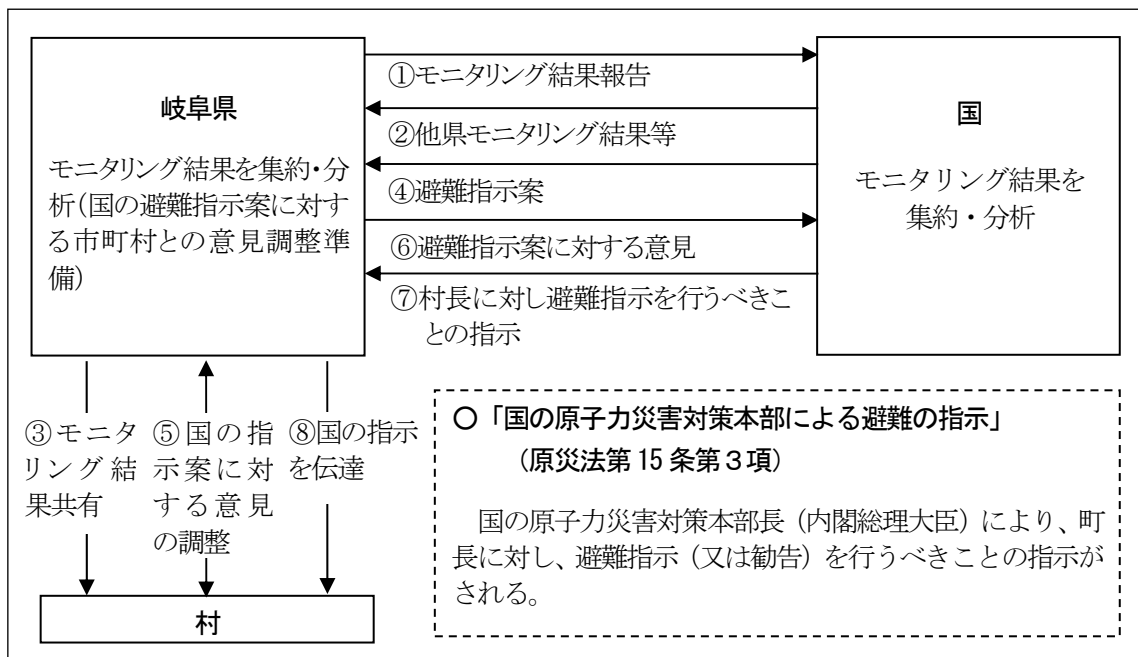 岐阜県
モニタリング結果を集約・分
析（国の避難指示案に対す
る市町村との意見調整準
備）
①モニタリング結果報告
②他県モニタリング結果等
④避難指示案
⑥避難指示案に対する意見
⑦村長に対し避難指示を行うべきこ
との指示
国
モニタリング結果を
集約・分析
③モニタ
リング結
果共有
⑤国の指
示案に対
する意見
の調整
⑧国の指示
を伝達
村
○「国の原子力災害対策本部による避難の指示」
（原災法第 15 条第３項）
国の原子力災害対策本部長（内閣総理大臣）により、町
長に対し、避難指示（又は勧告）を行うべきことの指示が
される。